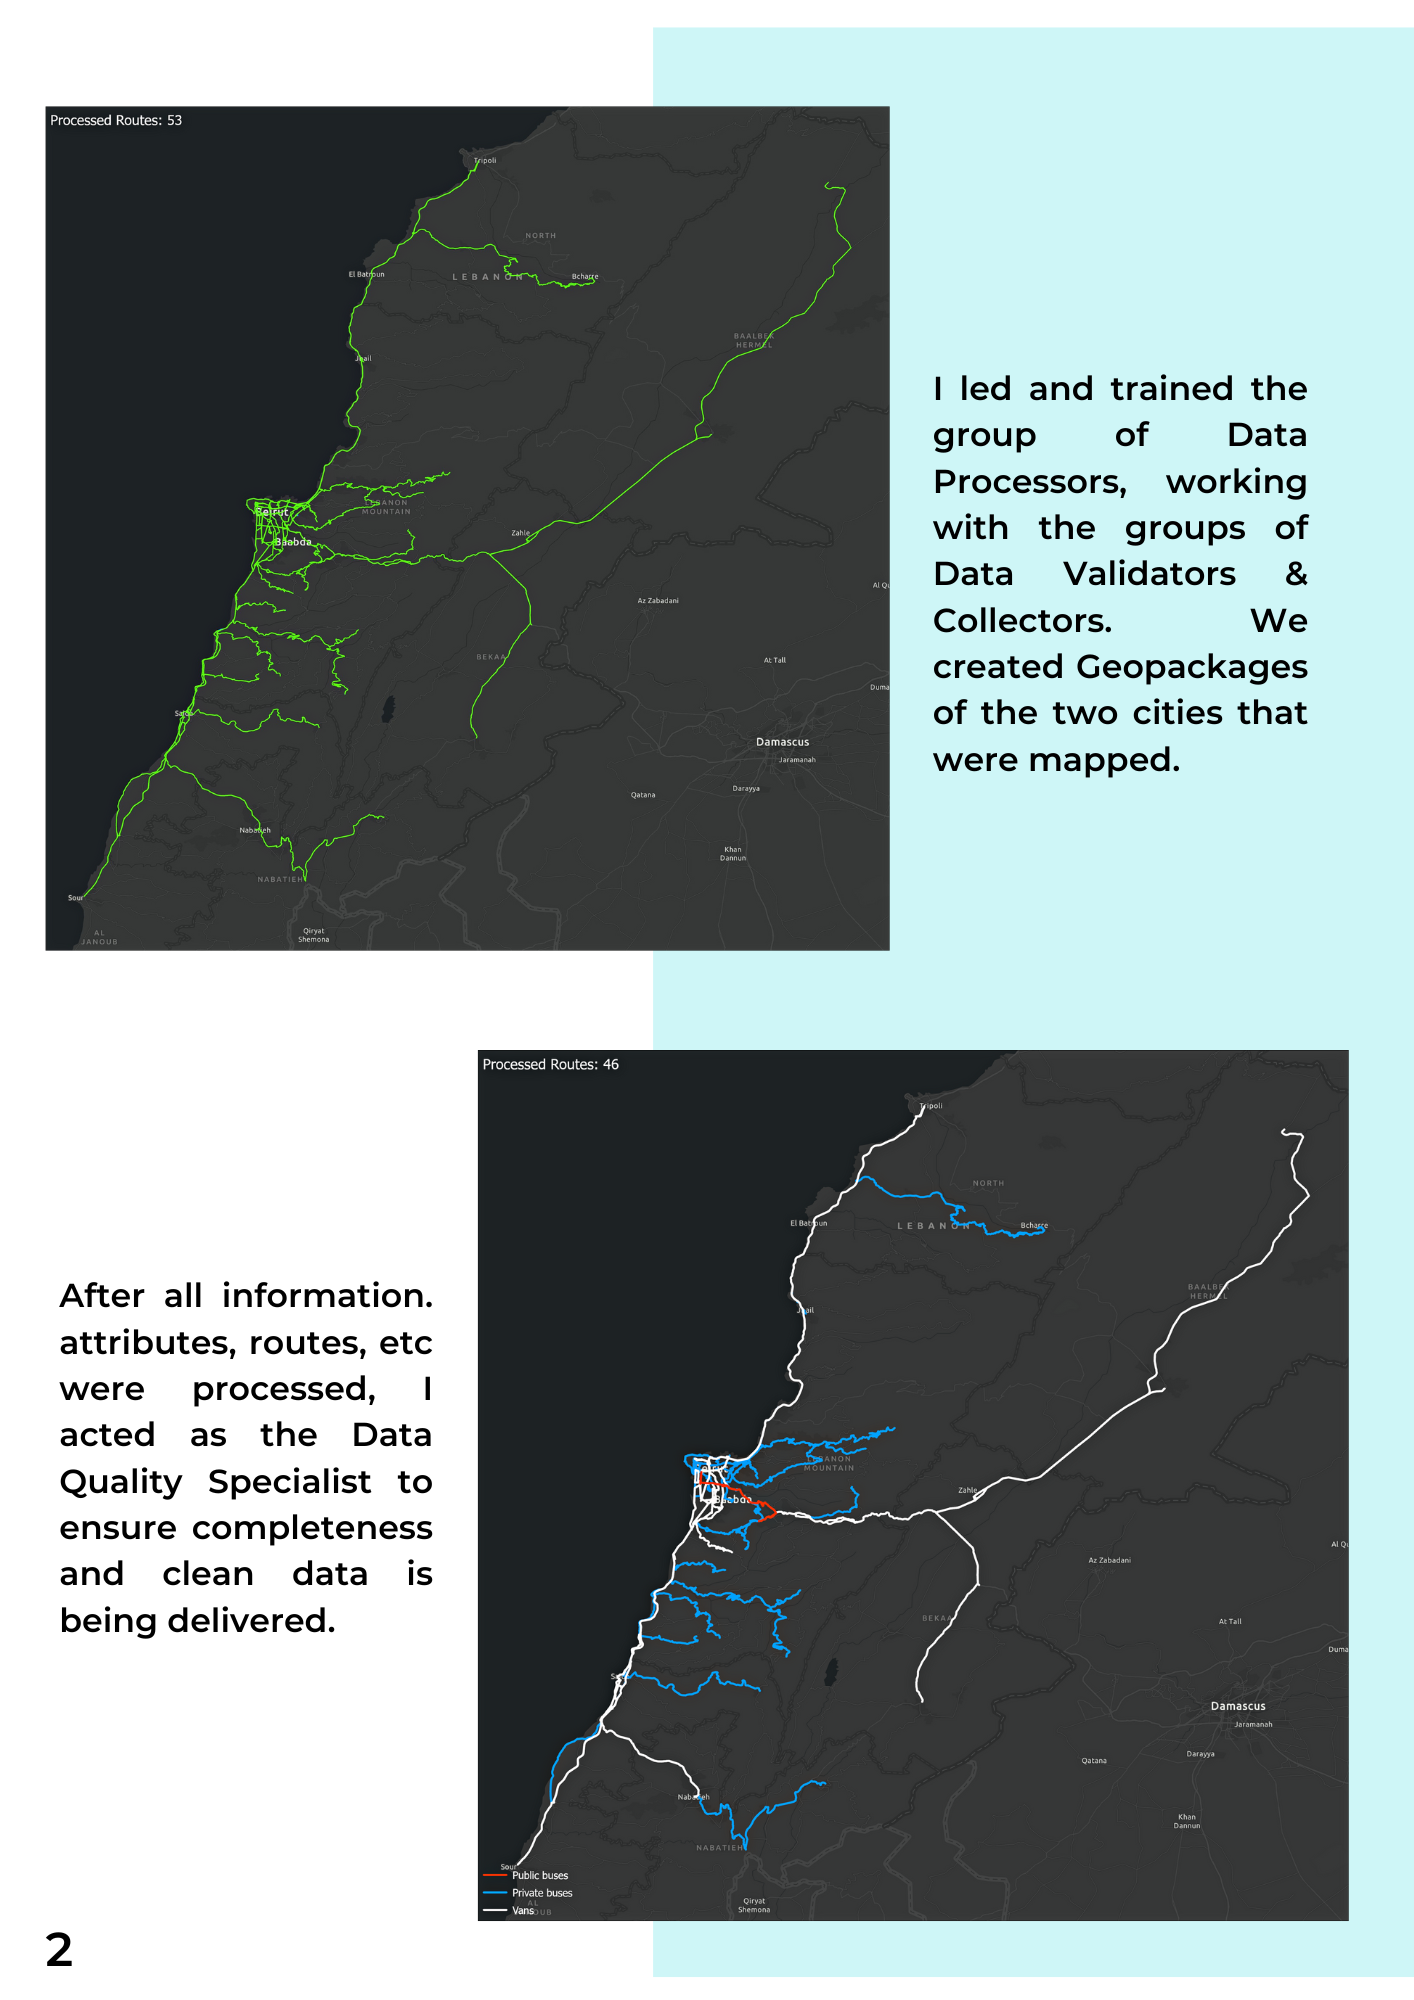 Processed Routes: 53
Tripoli
NORTH
El Batroun
LEBANON
Bcharre
BAALBEK
HERMEL
Jbail
LEBANON
MOUNTAIN
Beirut
Baabda
Zahle
Al Qu
Az Zabadani
BEKAA
At Tall
Duma
Damascus
Jaramanah
Darayya
Qatana
Nabatieh
Khan
Dannun
NABATIEH
Sour
AL
JANOUB
Qiryat
Shemona
I led and trained the
group of Data
Processors, working
with the groups of
Data Validators &
Collectors. We
created Geopackages
of the two cities that
were mapped.
Processed Routes: 46
Tripoli
NORTH
El Batroun
LEBANON
Bcharre
BAALBEK
HERMEL
Jbail
LEBANON
MOUNTAIN
Beirut
Baabda
Zahle
Al Qu
Az Zabadani
BEKAA
At Tall
Duma
Damascus
Jaramanah
Darayya
Qatana
Nabatieh
Khan
Dannun
NABATIEH
Sour
Public buses
Private buses
Vans
AL
JANOUB
Qiryat
Shemona
After all information.
attributes, routes, etc
were processed, I
acted as the Data
Quality Specialist to
ensure completeness
and clean data is
being delivered.
2